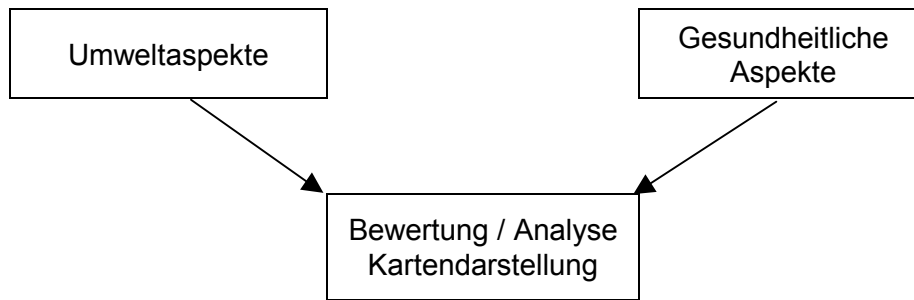 Umweltaspekte
Gesundheitliche
Aspekte
Bewertung / Analyse
Kartendarstellung